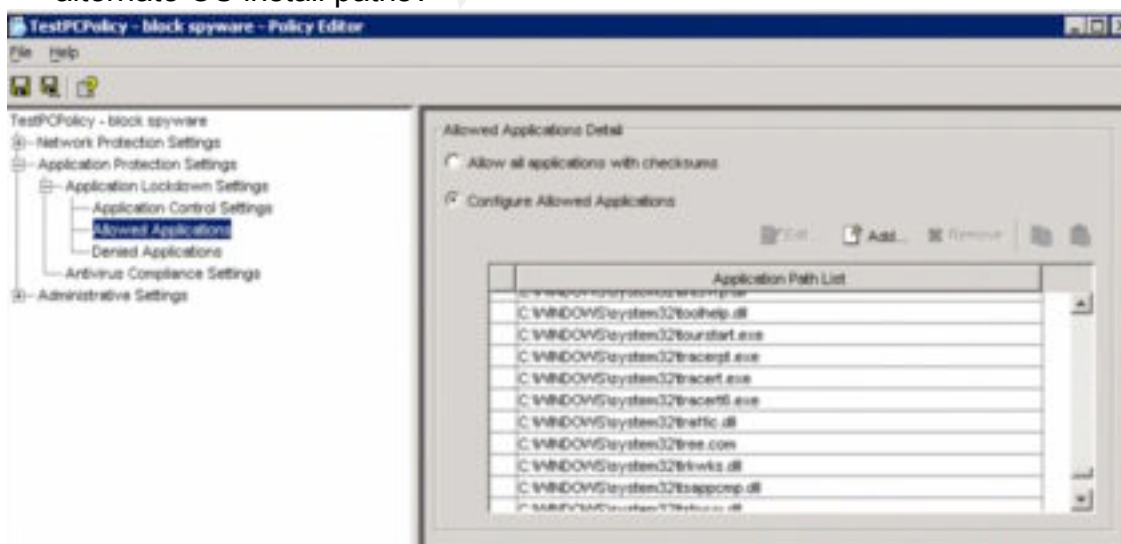 alternate OS install paths?
TestPCPolicy - block spyware - Policy Editor
File Help
TestPCPolicy - block spyware
Network Protection Settings
Application Protection Settings
Application Lockdown Settings
Application Control Settings
Allowed Applications
Denied Applications
Antivirus Compliance Settings
Administrative Settings
Allowed Applications Detail
Allow all applications with checksums
Configure Allowed Applications
Edit... Add... Remove
Application Path List
C:\WINDOWS\system32\toolhelp.dll
C:\WINDOWS\system32\tourstart.exe
C:\WINDOWS\system32\tracerpt.exe
C:\WINDOWS\system32\tracert.exe
C:\WINDOWS\system32\tracert6.exe
C:\WINDOWS\system32\traffic.dll
C:\WINDOWS\system32\tree.com
C:\WINDOWS\system32\trkwks.dll
C:\WINDOWS\system32\tsappcmp.dll